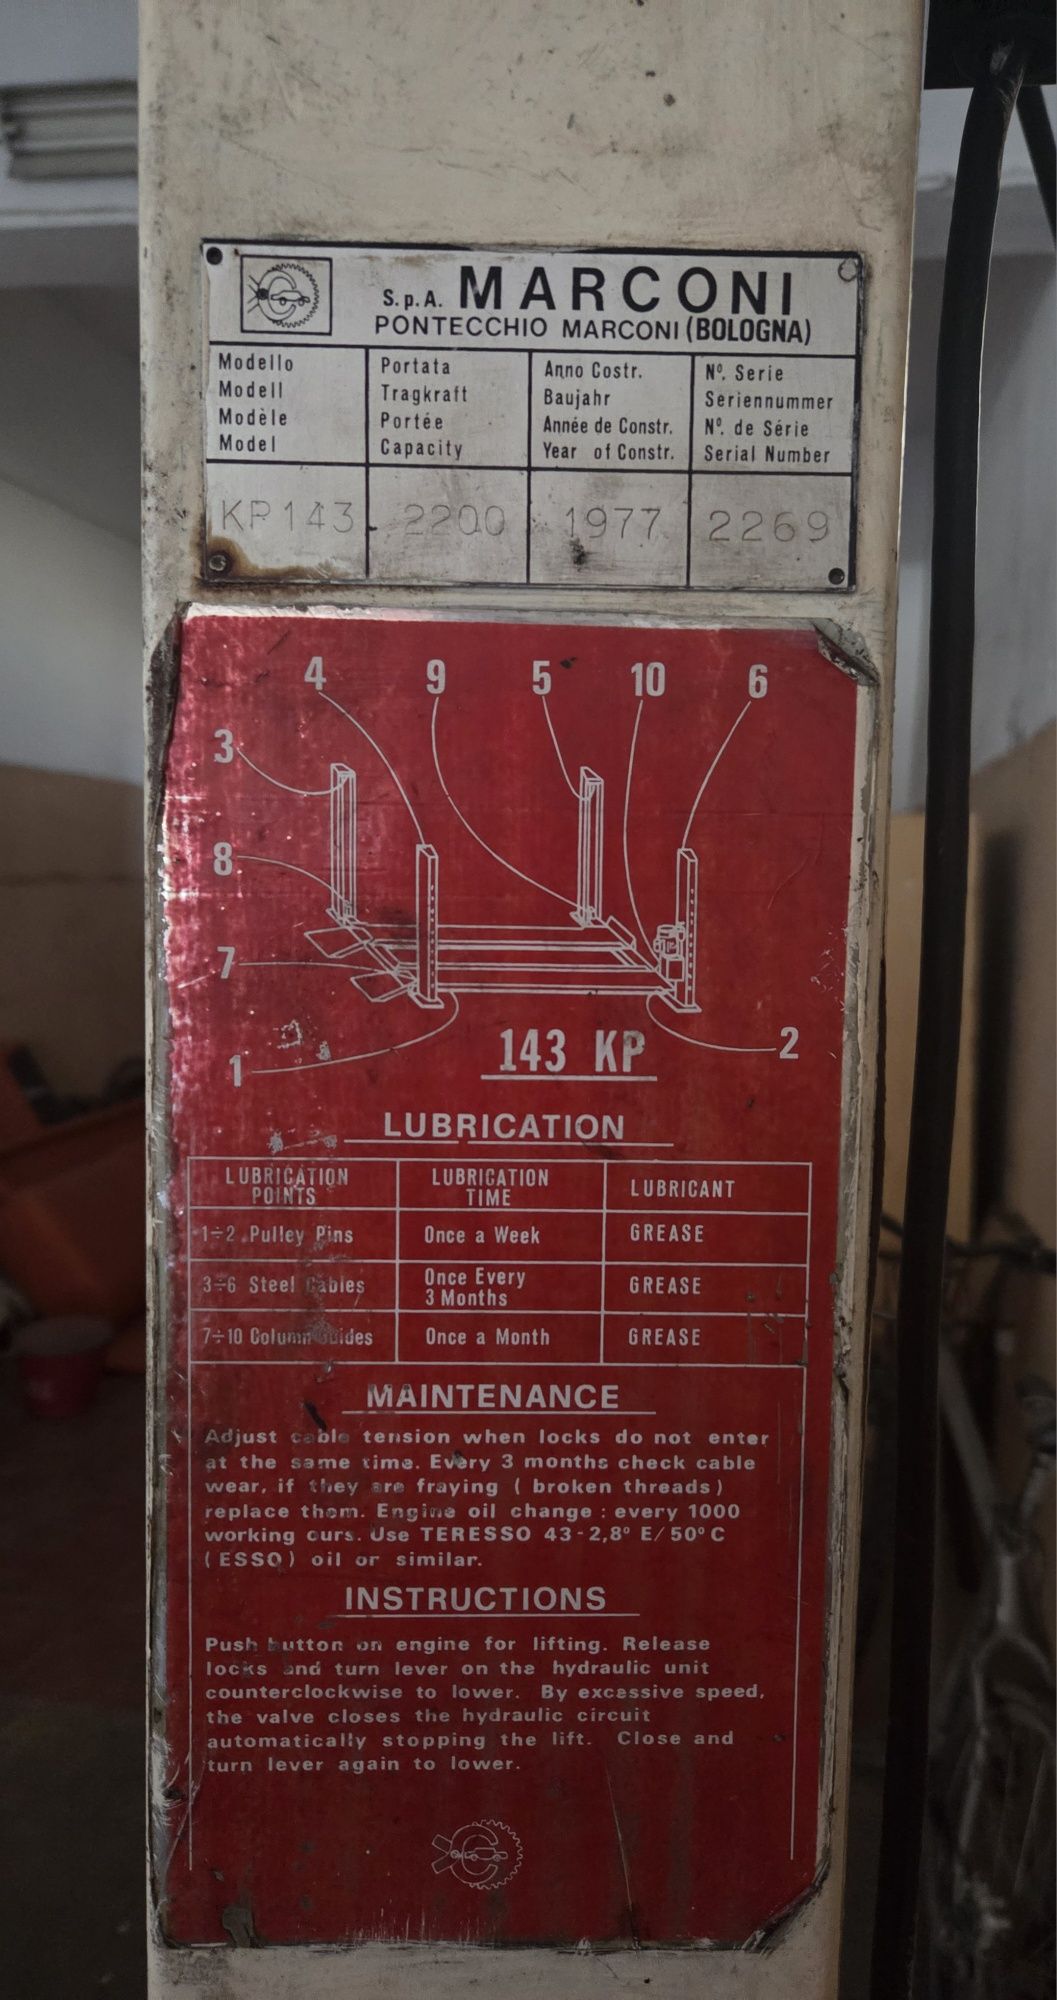 S.p.A. MARCONI
PONTECCHIO MARCONI (BOLOGNA)
Modello
Modell
Modèle
Model
Portata
Tragkraft
Portée
Capacity
Anno Costr.
Baujahr
Année de Constr.
Year of Constr.
Nº. Serie
Seriennummer
Nº. de Série
Serial Number
KP143 2200 1977 2269
4 9 5 10 6
3
8
7
1
2
143 KP
LUBRICATION
LUBRICATION POINTS
LUBRICATION TIME
LUBRICANT
1÷2 Pulley Pins Once a Week GREASE
3÷6 Steel Cables Once Every 3 Months GREASE
7÷10 Column Guides Once a Month GREASE
MAINTENANCE
Adjust cable tension when locks do not enter
at the same time. Every 3 months check cable
wear, if they are fraying ( broken threads )
replace them. Engine oil change : every 1000
working ours. Use TERESSO 43-2,8º E/50º C
( ESSO ) oil or similar.
INSTRUCTIONS
Push button on engine for lifting. Release
locks and turn lever on the hydraulic unit
counterclockwise to lower. By excessive speed,
the valve closes the hydraulic circuit
automatically stopping the lift. Close and
turn lever again to lower.